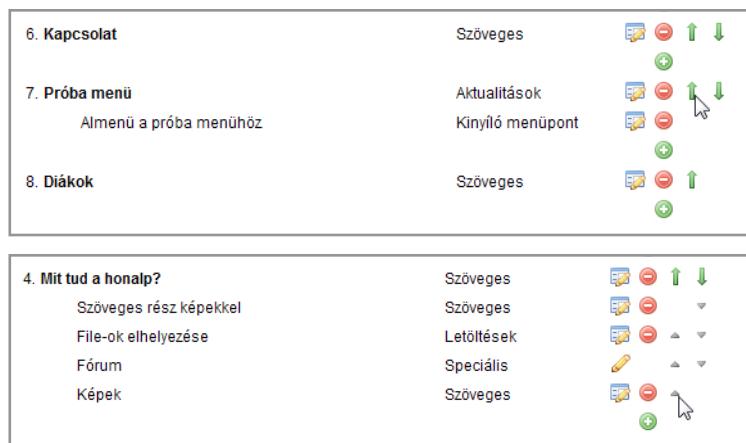 6. Kapcsolat Szöveges
7. Próba menü Aktualitások
Almenü a próba menühöz Kinyíló menüpont
8. Diákok Szöveges
4. Mit tud a honalp? Szöveges
Szöveges rész képekkel Szöveges
File-ok elhelyezése Letöltések
Fórum Speciális
Képek Szöveges